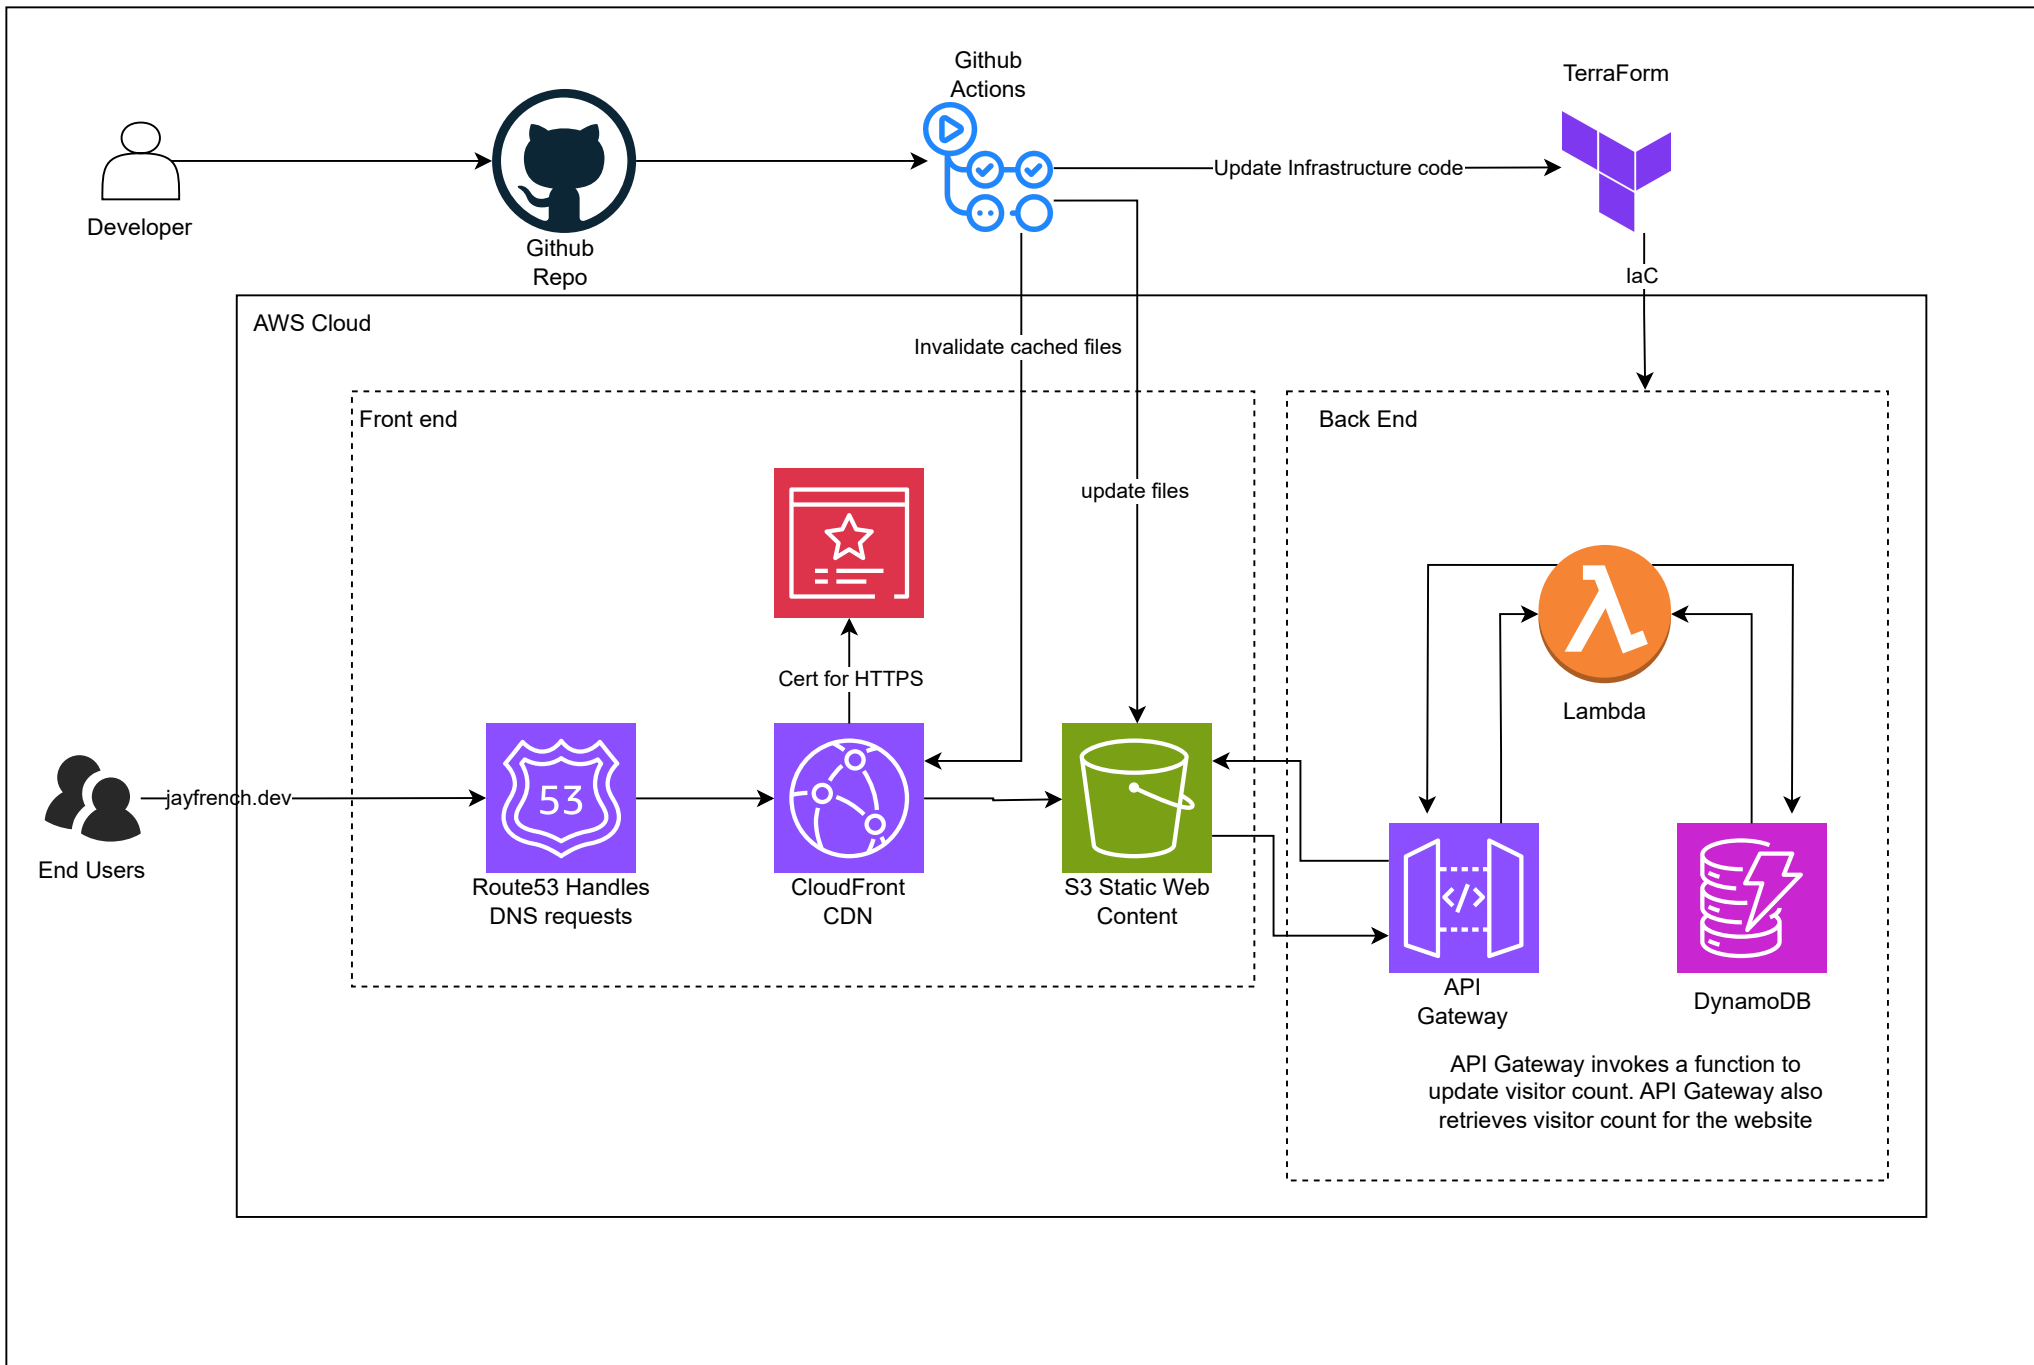 Github
Actions
TerraForm
Developer
Github
Repo
Update Infrastructure code
IaC
AWS Cloud
Invalidate cached files
Front end
Back End
update files
Cert for HTTPS
Lambda
jayfrench.dev
53
End Users
Route53 Handles
DNS requests
CloudFront
CDN
S3 Static Web
Content
API
Gateway
DynamoDB
API Gateway invokes a function to
update visitor count. API Gateway also
retrieves visitor count for the website